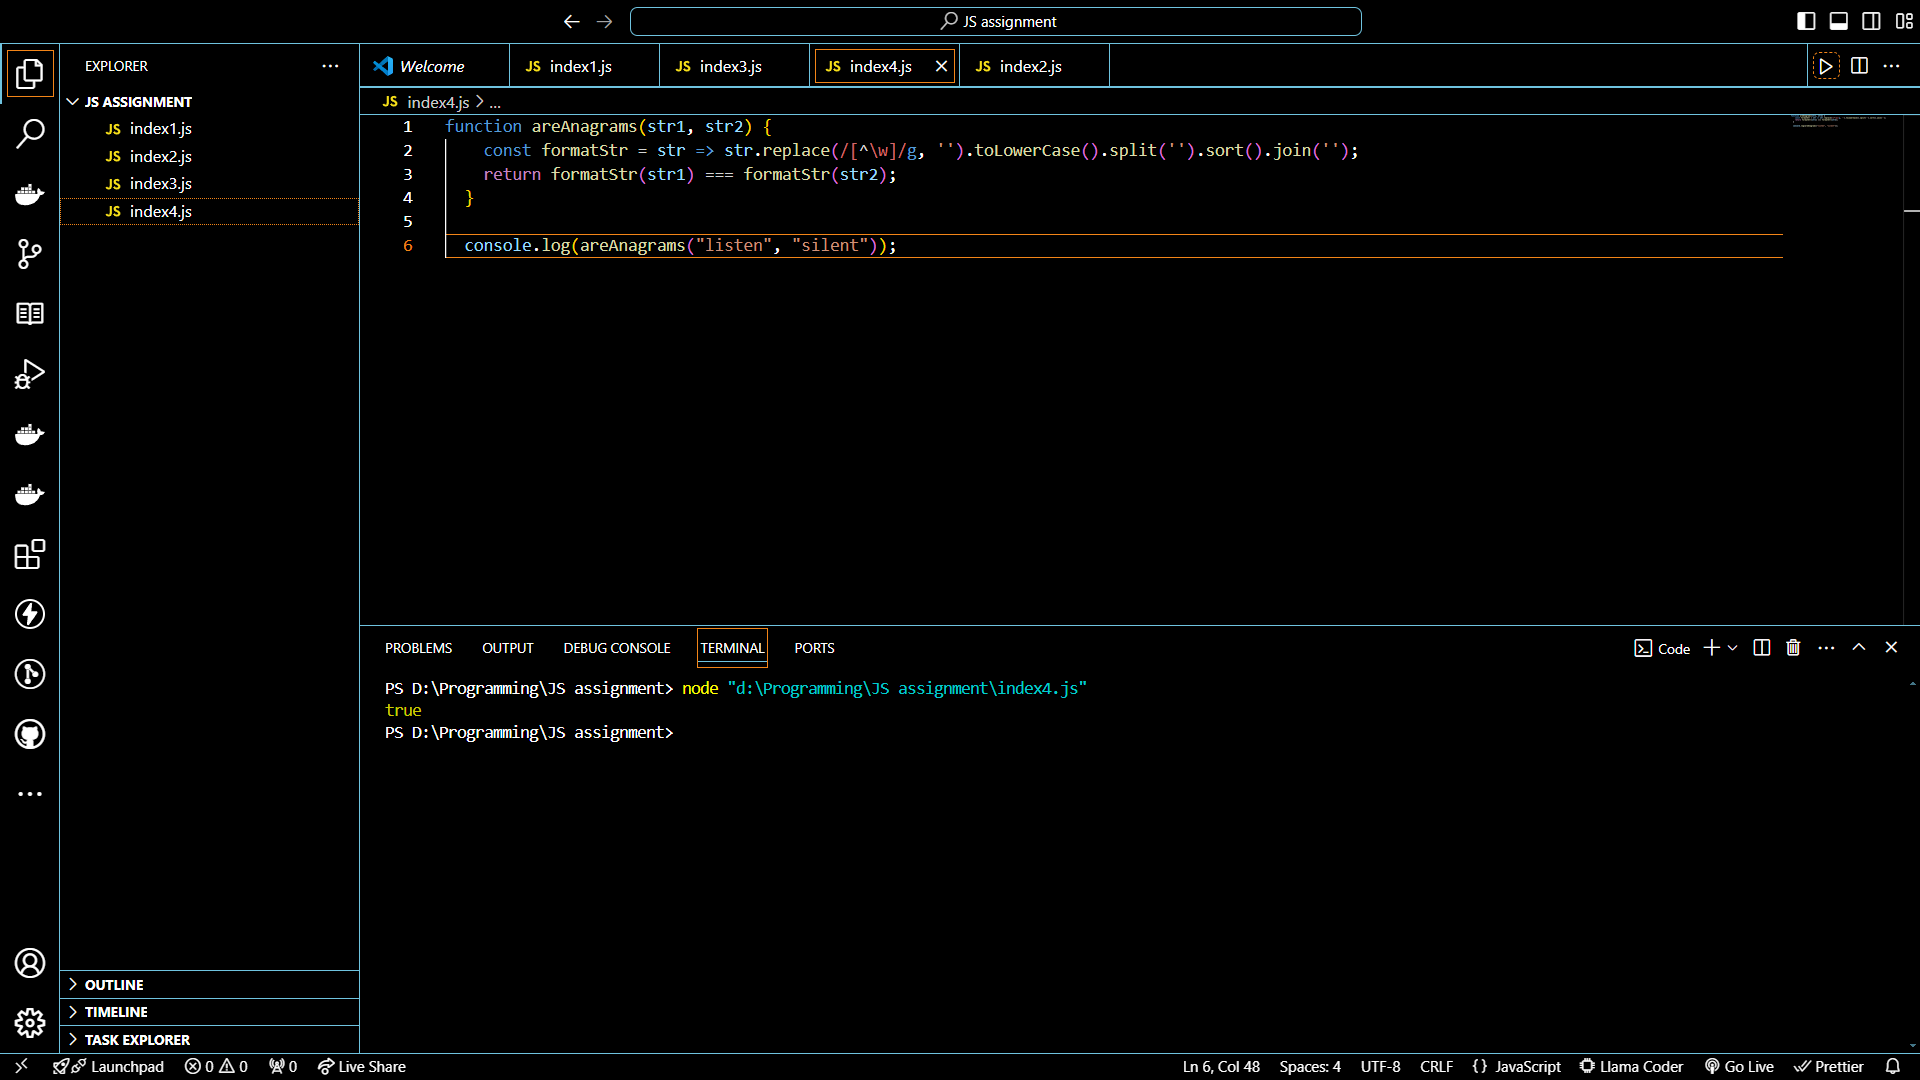 JS assignment
EXPLORER
JS ASSIGNMENT
JS index1.js
JS index2.js
JS index3.js
JS index4.js
OUTLINE
TIMELINE
TASK EXPLORER
Welcome
JS index1.js
JS index3.js
JS index4.js
JS index2.js
JS index4.js > ...
1 function areAnagrams(str1, str2) {
2 const formatStr = str => str.replace(/[^\w]/g, '').toLowerCase().split('').sort().join('');
3 return formatStr(str1) === formatStr(str2);
4 }
5
6 console.log(areAnagrams("listen", "silent"));
PROBLEMS OUTPUT DEBUG CONSOLE TERMINAL PORTS
Code
PS D:\Programming\JS assignment> node "d:\Programming\JS assignment\index4.js"
true
PS D:\Programming\JS assignment>
Launchpad 0 0 0 Live Share Ln 6, Col 48 Spaces: 4 UTF-8 CRLF {} JavaScript Llama Coder Go Live Prettier